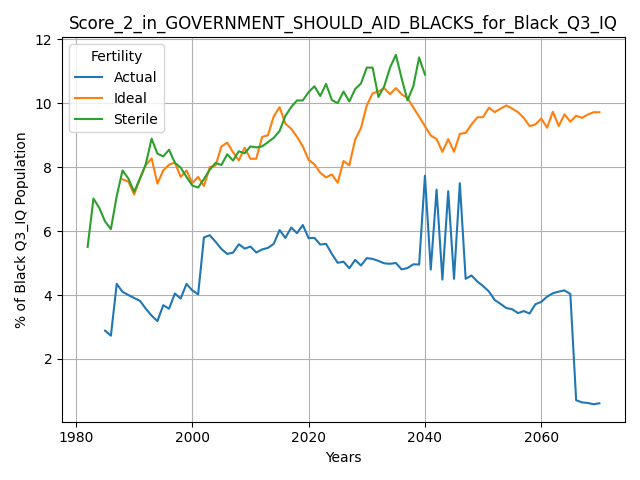 Score_2_in_GOVERNMENT_SHOULD_AID_BLACKS_for_Black_Q3_IQ
12
10
8
6
4
2
% of Black Q3_IQ Population
Fertility
Actual
Ideal
Sterile
1980
2000
2020
2040
2060
Years